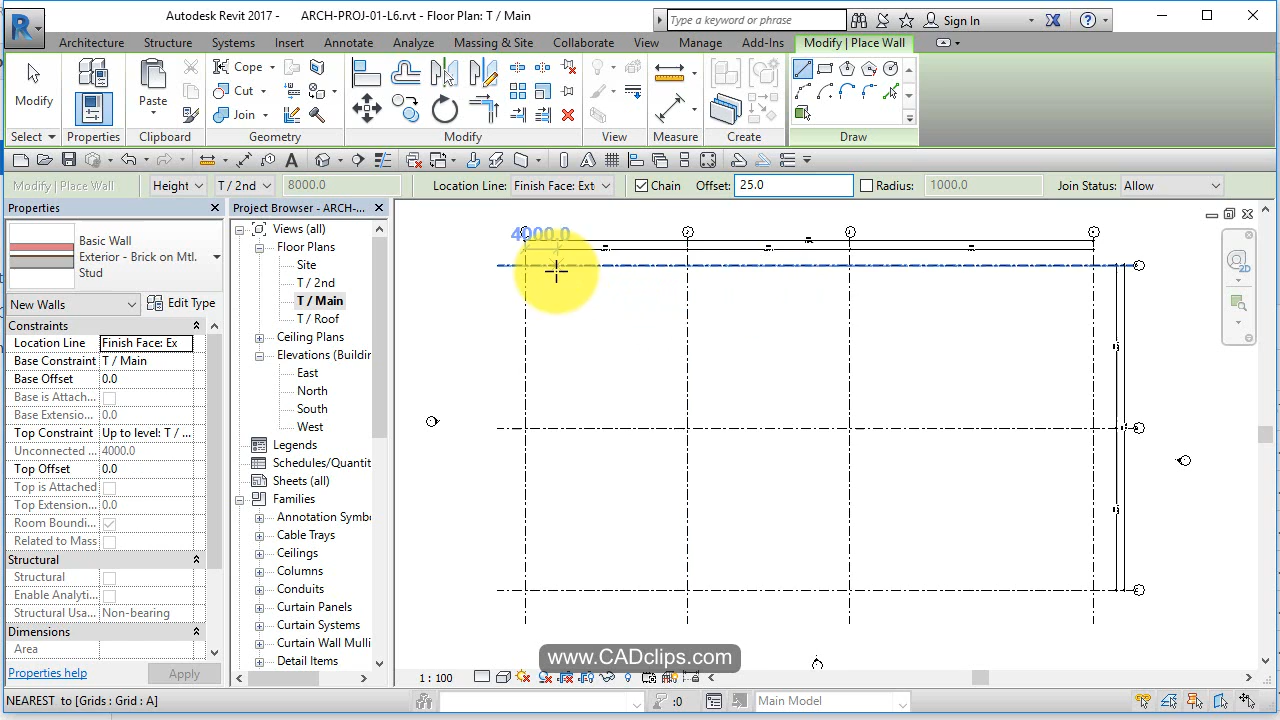 Autodesk Revit 2017 - ARCH-PROJ-01-L6.rvt - Floor Plan: T / Main
Type a keyword or phrase
Sign In
Architecture Structure Systems Insert Annotate Analyze Massing & Site Collaborate View Manage Add-Ins Modify | Place Wall
Modify
Paste
Cope
Cut
Join
Select Properties Clipboard Geometry Modify View Measure Create Draw
Modify | Place Wall Height T / 2nd 8000.0 Location Line: Finish Face: Ext Chain Offset: 25.0 Radius: 1000.0 Join Status: Allow
Properties
Basic Wall
Exterior - Brick on Mtl.
Stud
New Walls Edit Type
Constraints
Location Line Finish Face: Ex
Base Constraint T / Main
Base Offset 0.0
Base is Attach...
Base Extensio... 0.0
Top Constraint Up to level: T / ...
Unconnected ... 4000.0
Top Offset 0.0
Top is Attached
Top Extension... 0.0
Room Boundi...
Related to Mass
Structural
Structural
Enable Analyti...
Structural Usa... Non-bearing
Dimensions
Area
Properties help Apply
Project Browser - ARCH-...
Views (all)
Floor Plans
Site
T / 2nd
T / Main
T / Roof
Ceiling Plans
Elevations (Buildin
East
North
South
West
Legends
Schedules/Quantit
Sheets (all)
Families
Annotation Symb
Cable Trays
Ceilings
Columns
Conduits
Curtain Panels
Curtain Systems
Curtain Wall Mulli
Detail Items
4000.0
2D
www.CADclips.com
1 : 100
NEAREST to [Grids : Grid : A]
:0
Main Model